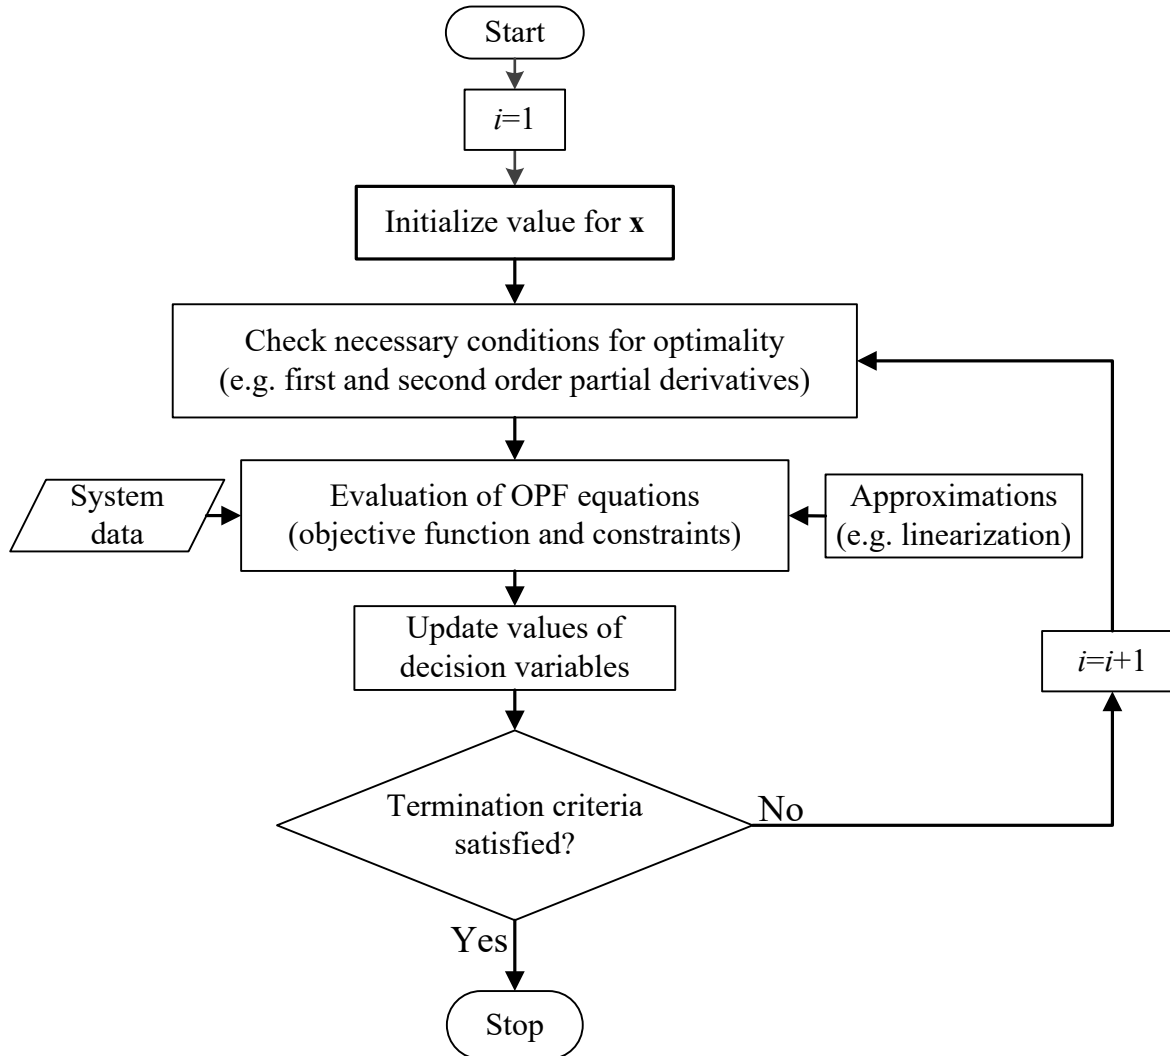 Start
i=1
Initialize value for x
Check necessary conditions for optimality
(e.g. first and second order partial derivatives)
System
data
Evaluation of OPF equations
(objective function and constraints)
Approximations
(e.g. linearization)
Update values of
decision variables
i=i+1
Termination criteria
satisfied?
No
Yes
Stop